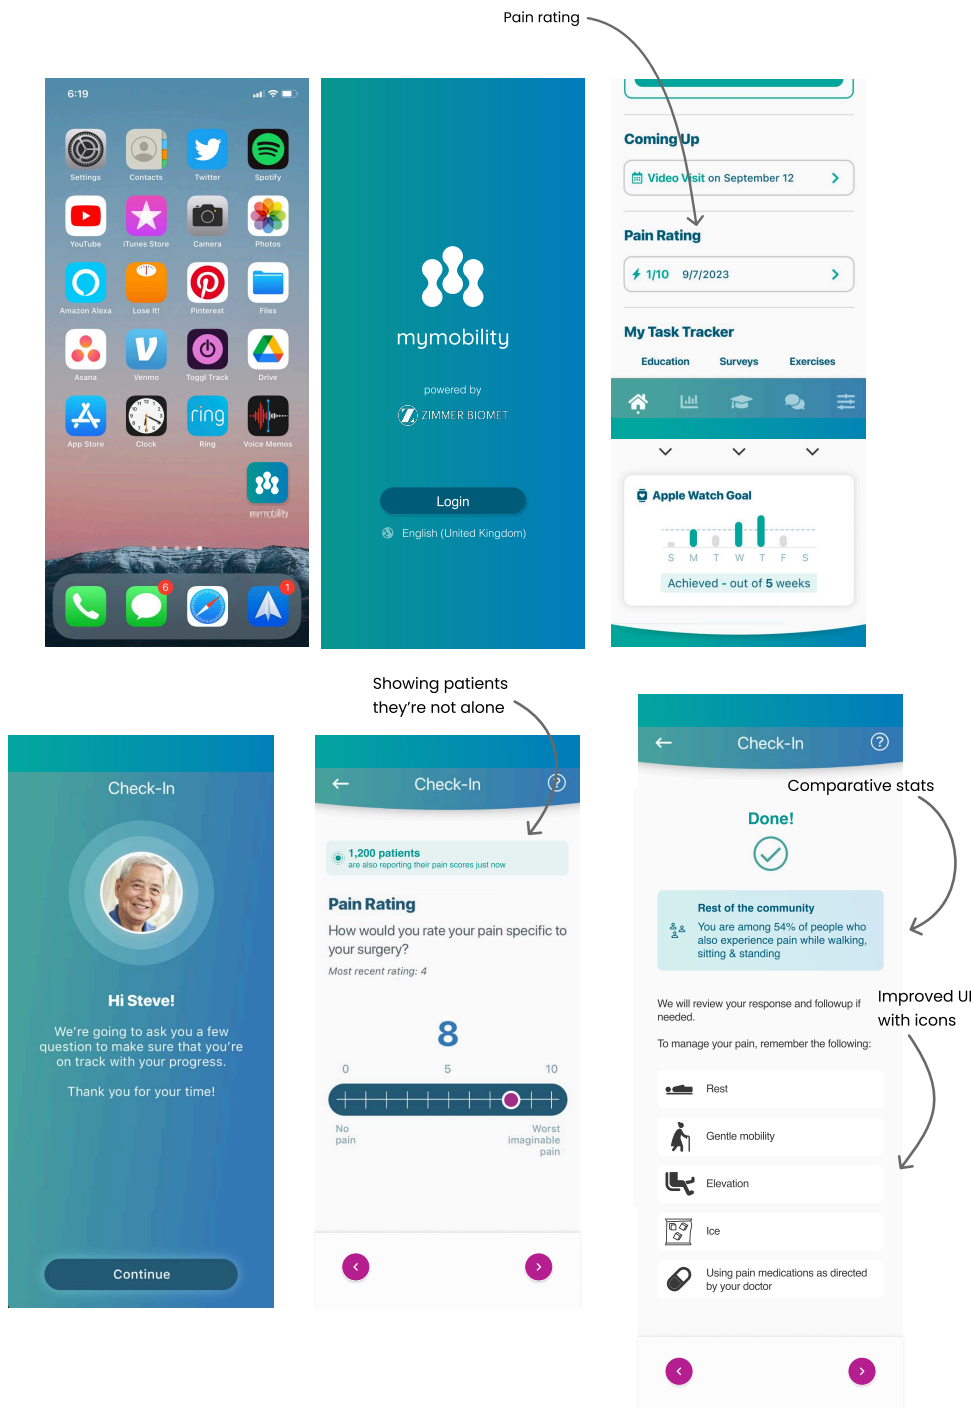 Pain rating
6:19
Settings
Contacts
Twitter
Spotify
YouTube
iTunes Store
Camera
Photos
Amazon Alexa
Lose It!
Pinterest
Files
Asana
Venmo
Toggl Track
Drive
ring
App Store
Clock
Ring
Voice Memos
mymobility
6
1
mymobility
powered by
ZIMMER BIOMET
Login
English (United Kingdom)
Coming Up
Video Visit on September 12
Pain Rating
1/10 9/7/2023
My Task Tracker
Education Surveys Exercises
Apple Watch Goal
S M T W T F S
Achieved - out of 5 weeks
Check-In
Hi Steve!
We're going to ask you a few
question to make sure that you're
on track with your progress.
Thank you for your time!
Continue
Showing patients
they're not alone
Check-In
?
1,200 patients
are also reporting their pain scores just now
Pain Rating
How would you rate your pain specific to
your surgery?
Most recent rating: 4
8
0 5 10
No
pain
Worst
imaginable
pain
Check-In
?
Comparative stats
Done!
Rest of the community
You are among 54% of people who
also experience pain while walking,
sitting & standing
Improved UI
with icons
We will review your response and followup if
needed.
To manage your pain, remember the following:
Rest
Gentle mobility
Elevation
Ice
Using pain medications as directed
by your doctor